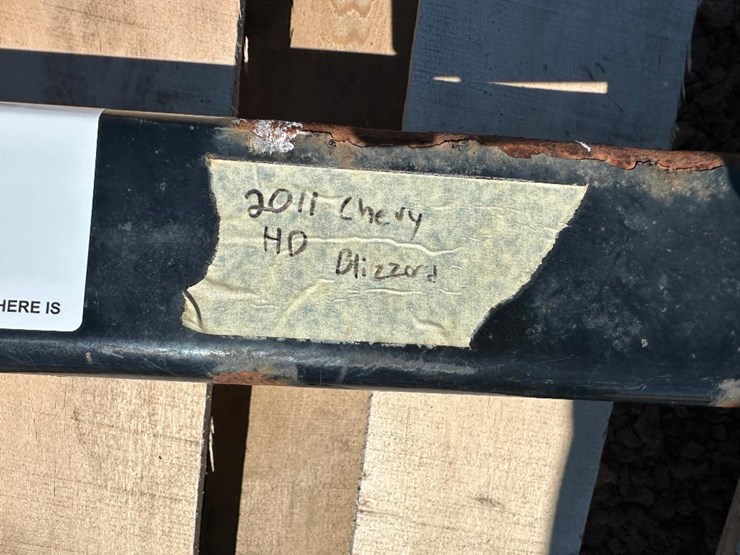 2011 Chevy
HD Blizzard
HERE IS